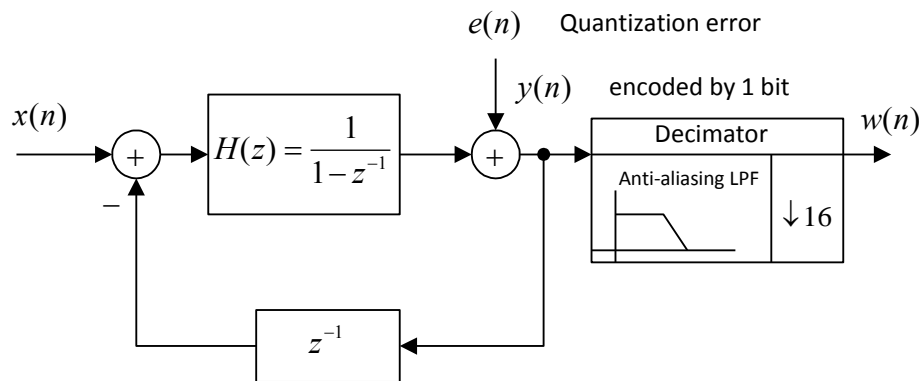 e(n) Quantization error
y(n) encoded by 1 bit
x(n)
w(n)
+
H(z) = 1 / (1 − z⁻¹)
+
Decimator
Anti-aliasing LPF
↓16
−
z⁻¹